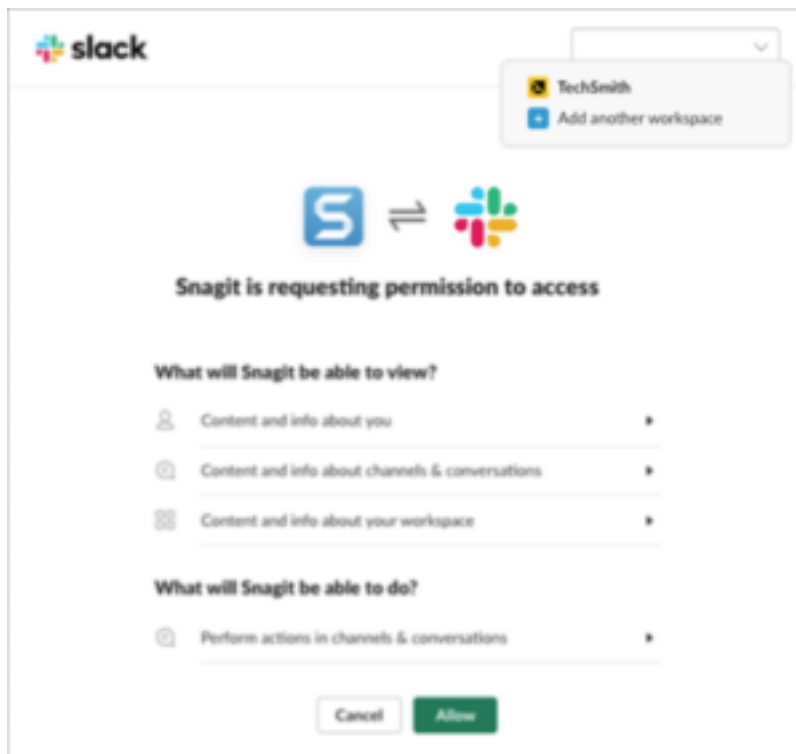 slack
TechSmith
Add another workspace
Snagit is requesting permission to access
What will Snagit be able to view?
Content and info about you
Content and info about channels & conversations
Content and info about your workspace
What will Snagit be able to do?
Perform actions in channels & conversations
Cancel
Allow